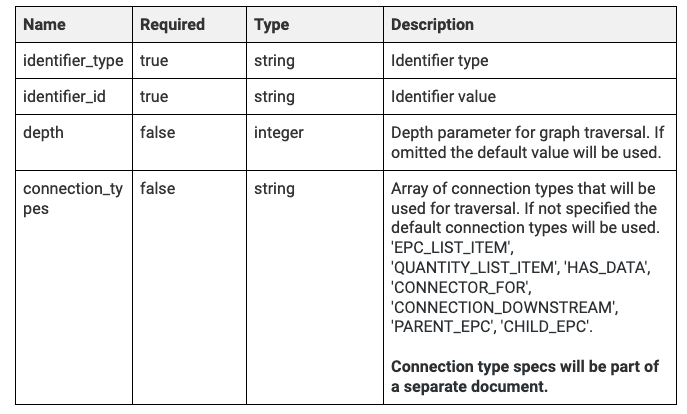 Name Required Type Description
identifier_type true string Identifier type
identifier_id true string Identifier value
depth false integer Depth parameter for graph traversal. If
omitted the default value will be used.
connection_ty false string Array of connection types that will be
pes used for traversal. If not specified the
default connection types will be used.
'EPC_LIST_ITEM',
'QUANTITY_LIST_ITEM', 'HAS_DATA',
'CONNECTOR_FOR',
'CONNECTION_DOWNSTREAM',
'PARENT_EPC', 'CHILD_EPC'.
Connection type specs will be part of
a separate document.